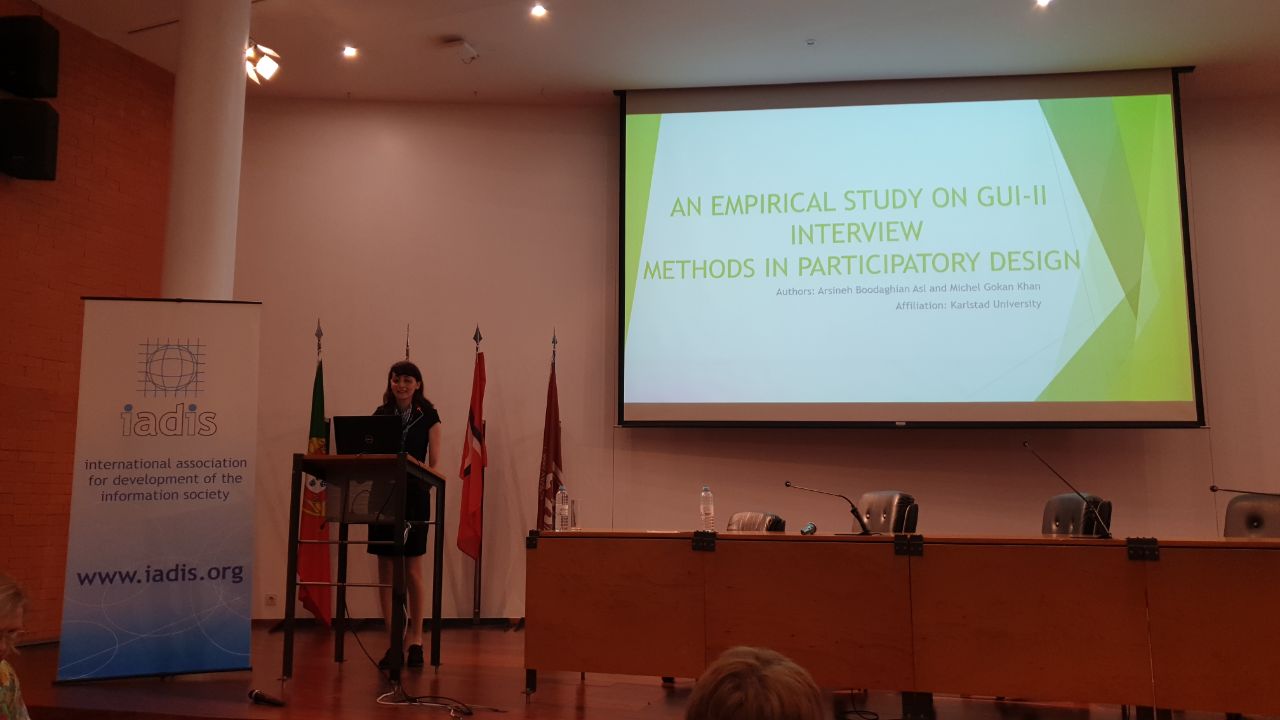 AN EMPIRICAL STUDY ON GUI-II
INTERVIEW
METHODS IN PARTICIPATORY DESIGN
Authors: Arsineh Boodaghian Asl and Michel Gokan Khan
Affiliation: Karlstad University
iadis
international association
for development of the
information society
www.iadis.org